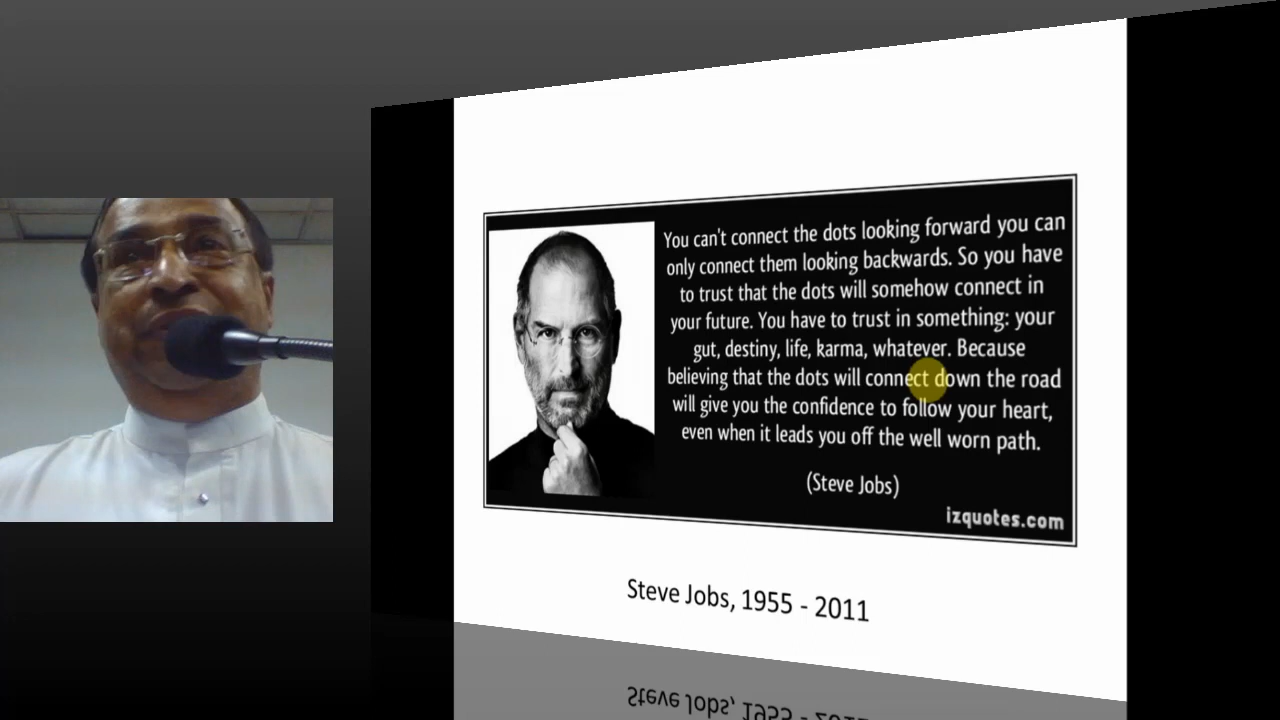 You can't connect the dots looking forward you can
only connect them looking backwards. So you have
to trust that the dots will somehow connect in
your future. You have to trust in something: your
gut, destiny, life, karma, whatever. Because
believing that the dots will connect down the road
will give you the confidence to follow your heart,
even when it leads you off the well worn path.
(Steve Jobs)
izquotes.com
Steve Jobs, 1955 - 2011
Steve Jobs, 1955 - 2011